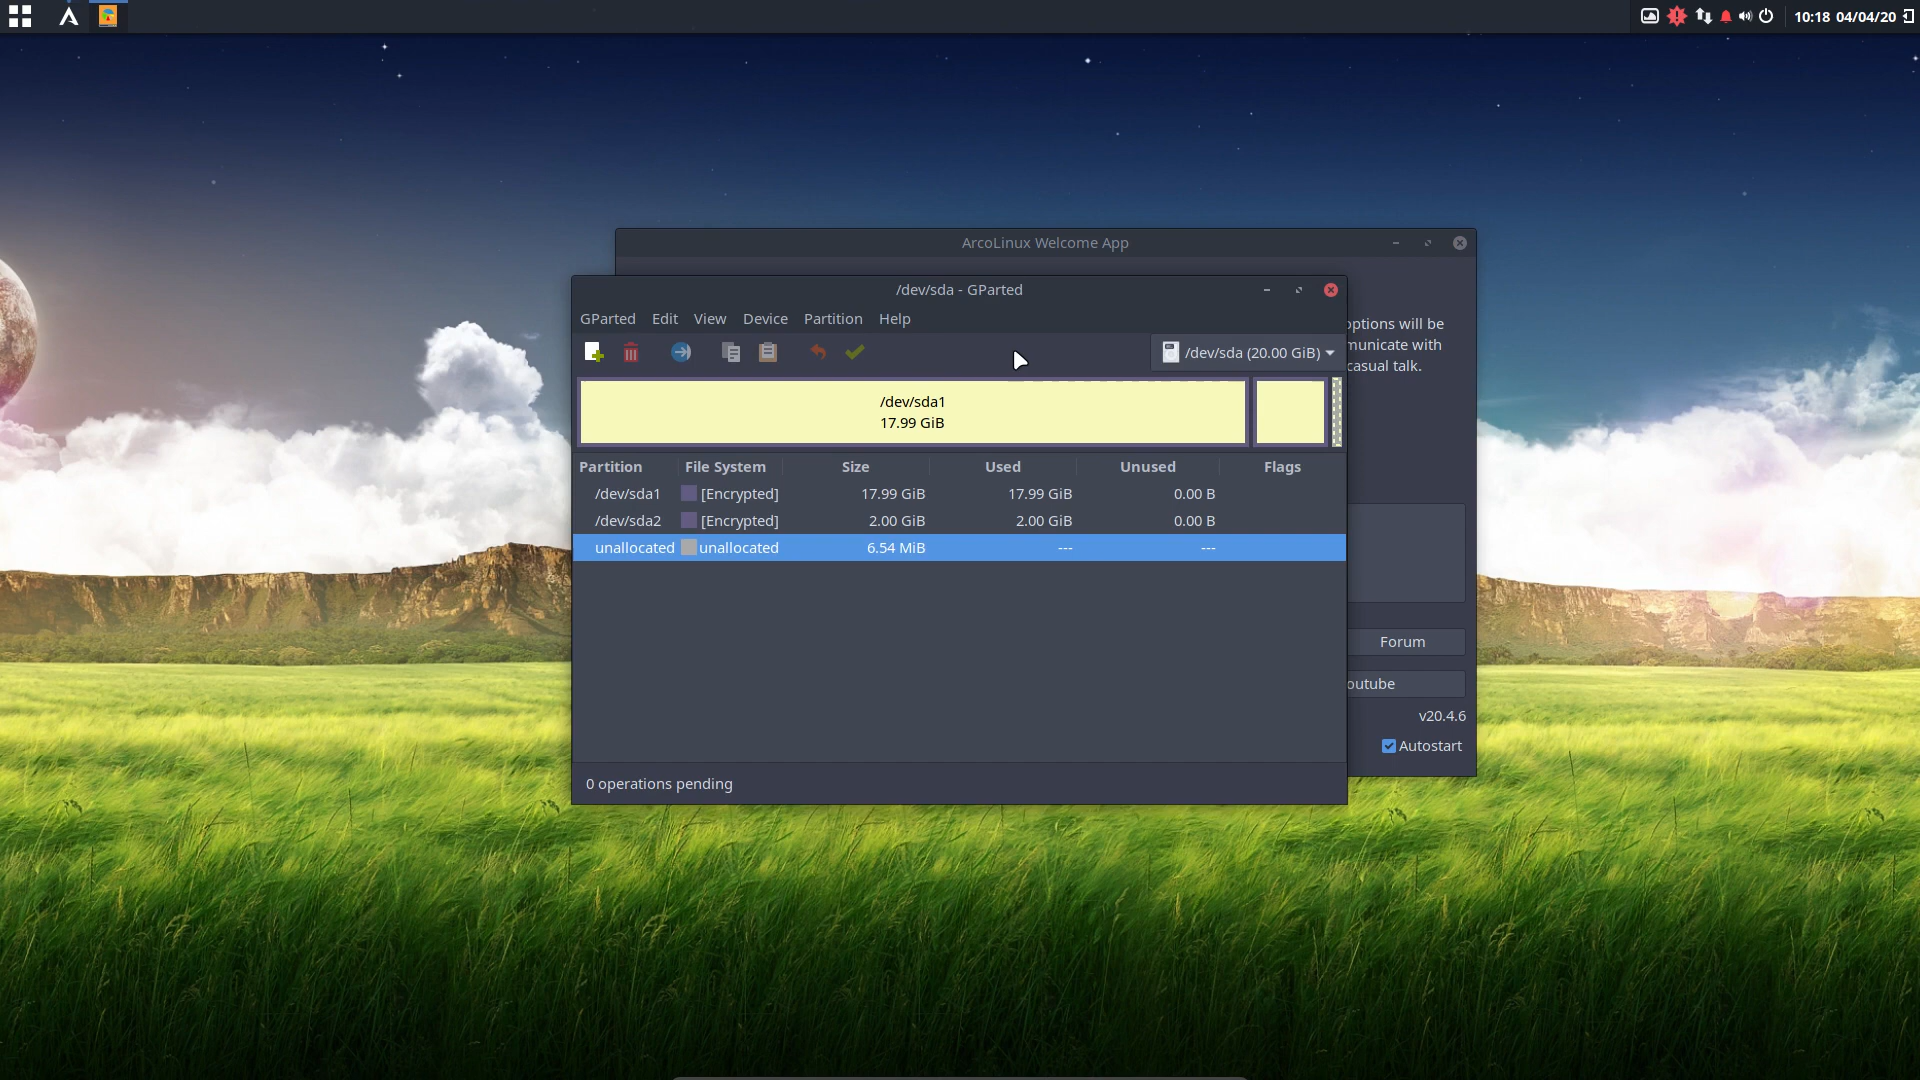 10:18 04/04/20
ArcoLinux Welcome App
ptions will be
municate with
casual talk.
Forum
outube
v20.4.6
Autostart
/dev/sda - GParted
GParted Edit View Device Partition Help
/dev/sda (20.00 GiB)
/dev/sda1
17.99 GiB
Partition File System Size Used Unused Flags
/dev/sda1 [Encrypted] 17.99 GiB 17.99 GiB 0.00 B
/dev/sda2 [Encrypted] 2.00 GiB 2.00 GiB 0.00 B
unallocated unallocated 6.54 MiB --- ---
0 operations pending